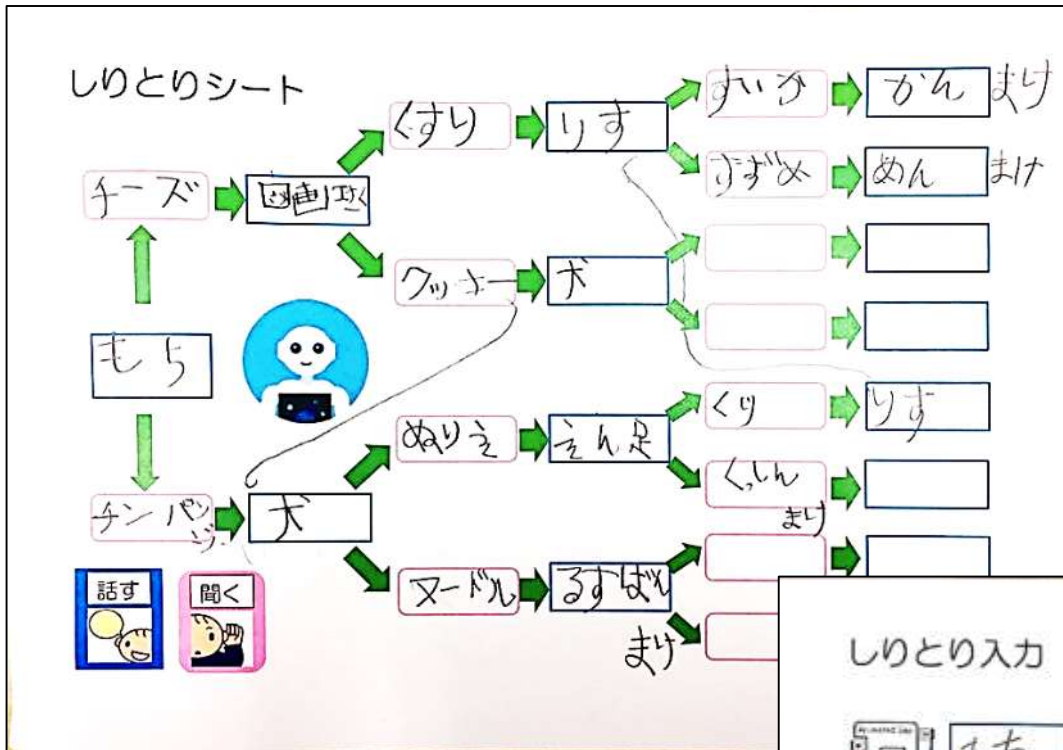 しりとりシート
すいか
かん
まけ
くすり
りす
すずめ
めん
まけ
チーズ
図画工作
クッキー
犬
もち
ぬりえ
えん足
くり
りす
くっしん
まけ
チンパンジー
犬
ヌードル
るすばん
まけ
話す
聞く
しりとり入力